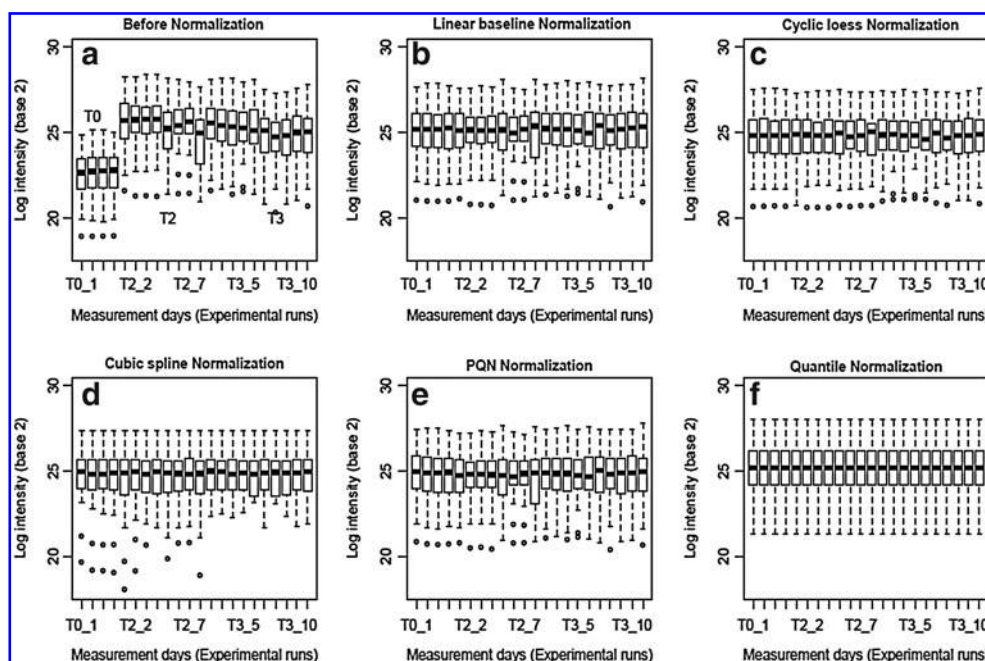 Before Normalization
a
T0
T2
T3
30
25
20
Log intensity (base 2)
T0_1 T2_2 T2_7 T3_5 T3_10
Measurement days (Experimental runs)
Linear baseline Normalization
b
30
25
20
Log intensity (base 2)
T0_1 T2_2 T2_7 T3_5 T3_10
Measurement days (Experimental runs)
Cyclic loess Normalization
c
30
25
20
Log intensity (base 2)
T0_1 T2_2 T2_7 T3_5 T3_10
Measurement days (Experimental runs)
Cubic spline Normalization
d
30
25
20
Log intensity (base 2)
T0_1 T2_2 T2_7 T3_5 T3_10
Measurement days (Experimental runs)
PQN Normalization
e
30
25
20
Log intensity (base 2)
T0_1 T2_2 T2_7 T3_5 T3_10
Measurement days (Experimental runs)
Quantile Normalization
f
30
25
20
Log intensity (base 2)
T0_1 T2_2 T2_7 T3_5 T3_10
Measurement days (Experimental runs)